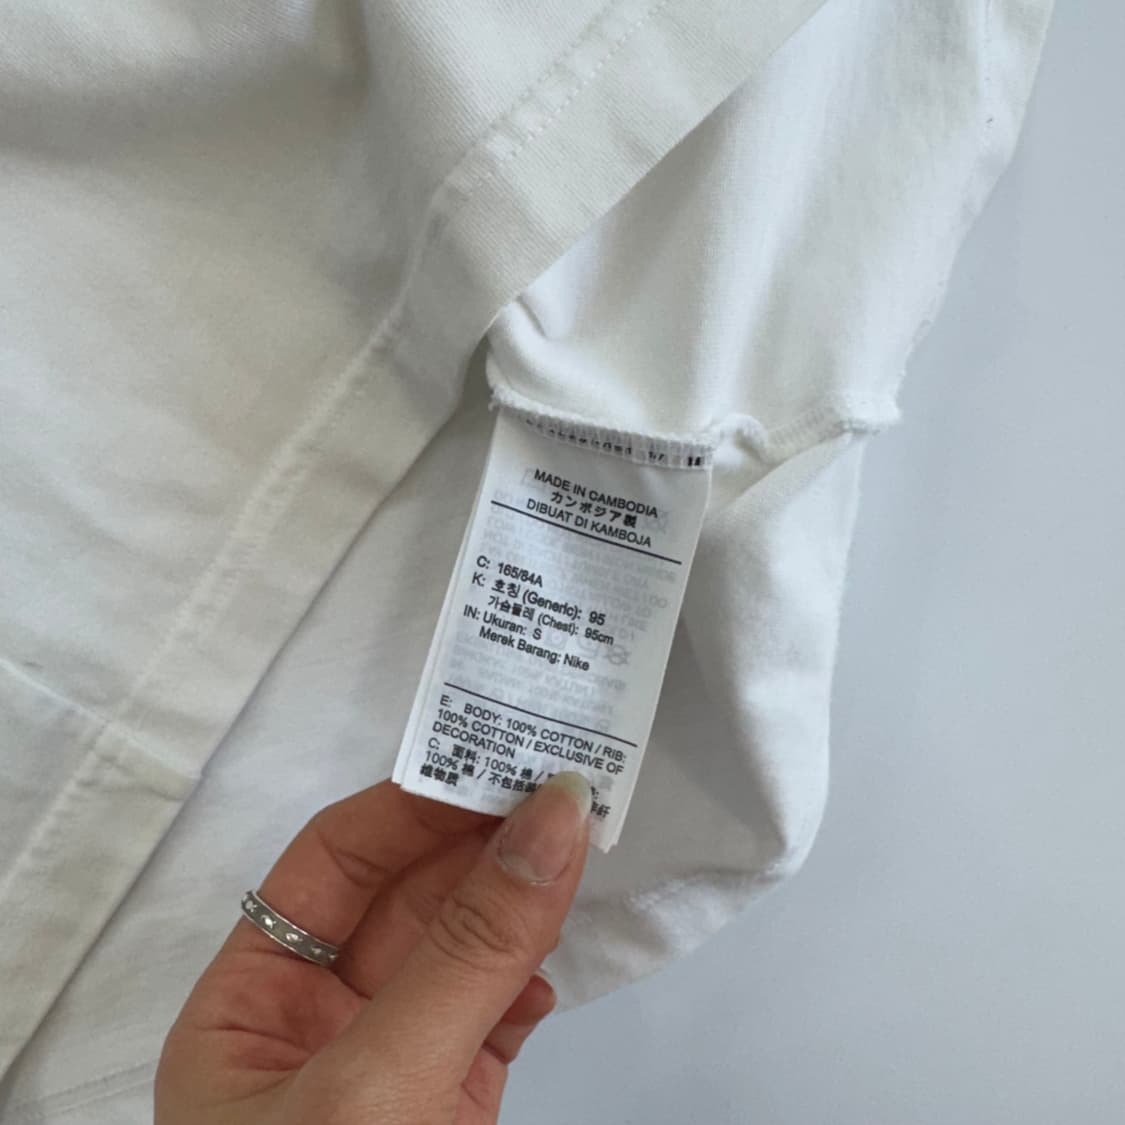 MADE IN CAMBODIA
カンボジア製
DIBUAT DI KAMBOJA
C: 165/84A
K: 호칭 (Generic): 95
가슴둘레 (Chest): 95cm
IN: Ukuran: S
Merek Barang: Nike
E: BODY: 100% COTTON / RIB:
100% COTTON / EXCLUSIVE OF
DECORATION
C: 面料: 100% 棉 /
100% 棉 / 不包括
维物质